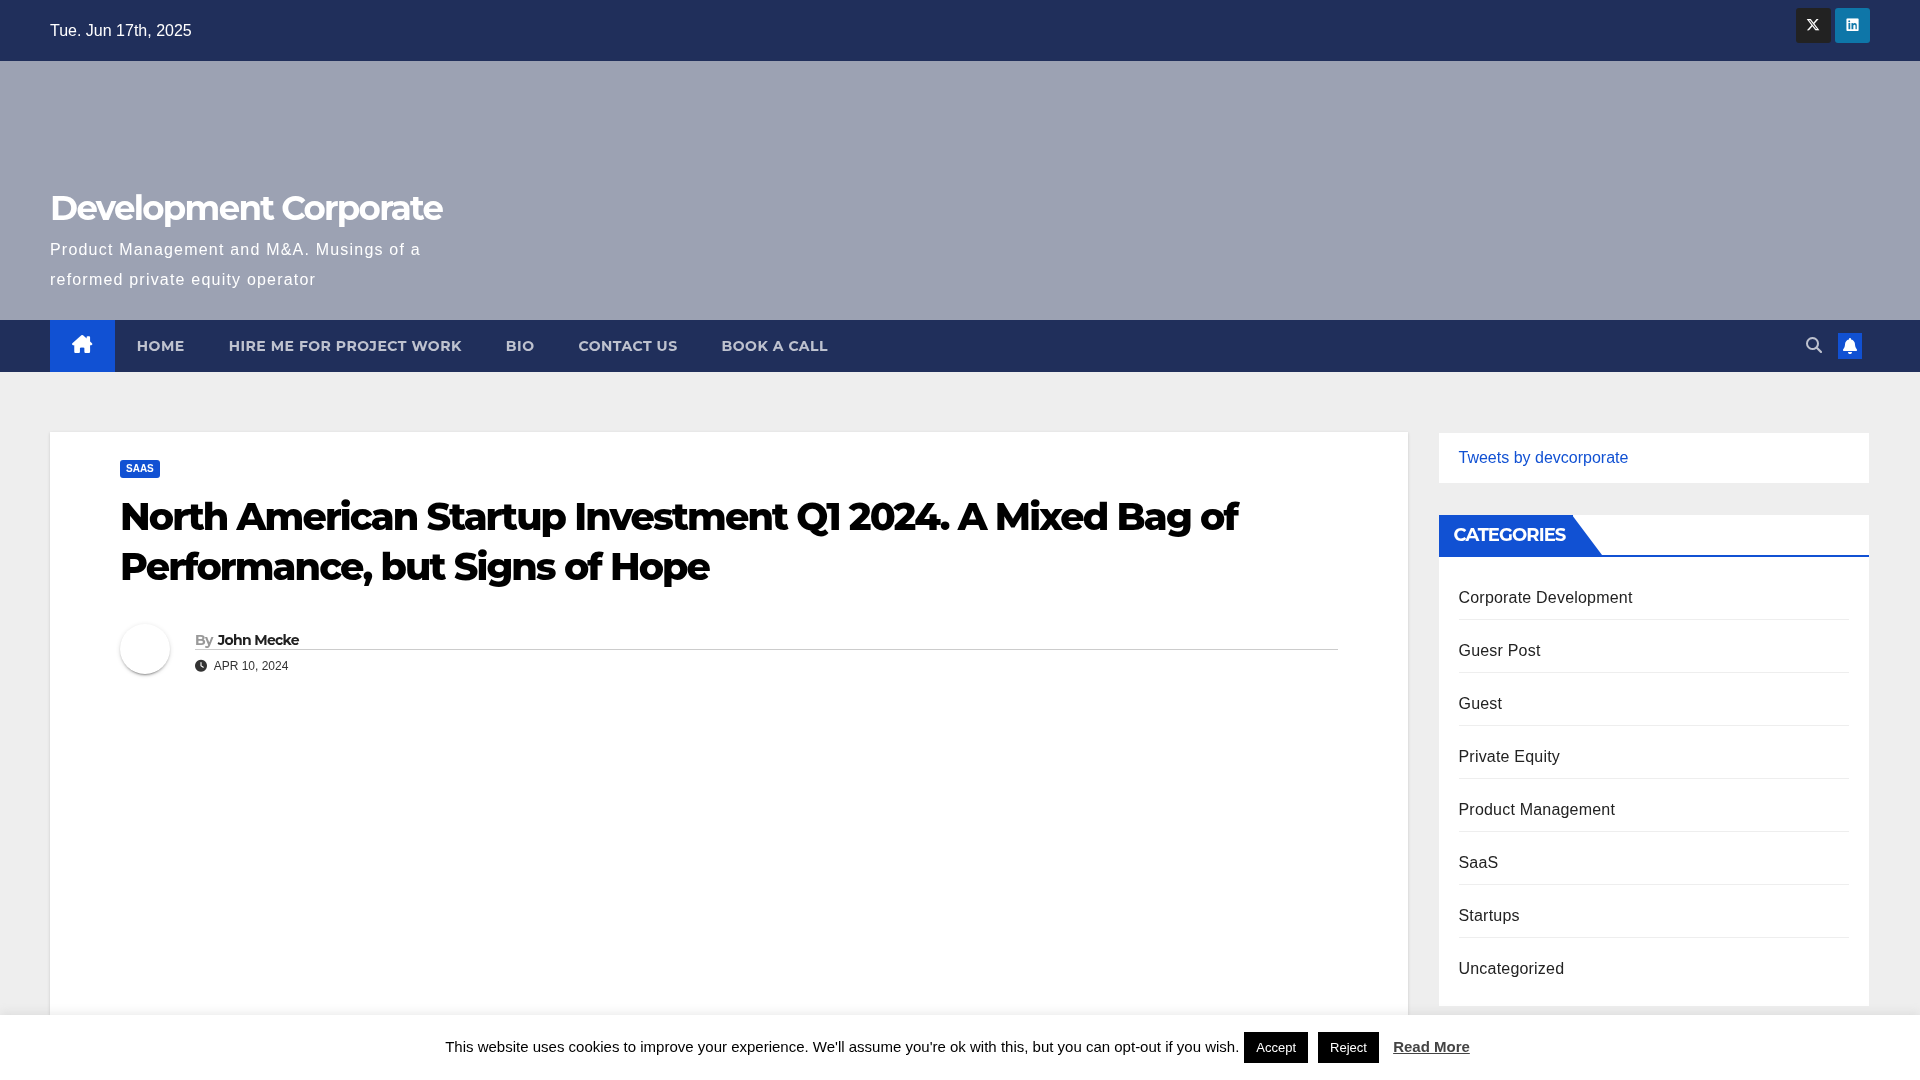 Tue. Jun 17th, 2025
Development Corporate
Product Management and M&A. Musings of a
reformed private equity operator
HOME
HIRE ME FOR PROJECT WORK
BIO
CONTACT US
BOOK A CALL
SAAS
North American Startup Investment Q1 2024. A Mixed Bag of
Performance, but Signs of Hope
By John Mecke
APR 10, 2024
Tweets by devcorporate
CATEGORIES
Corporate Development
Guesr Post
Guest
Private Equity
Product Management
SaaS
Startups
Uncategorized
This website uses cookies to improve your experience. We'll assume you're ok with this, but you can opt-out if you wish. Accept Reject Read More